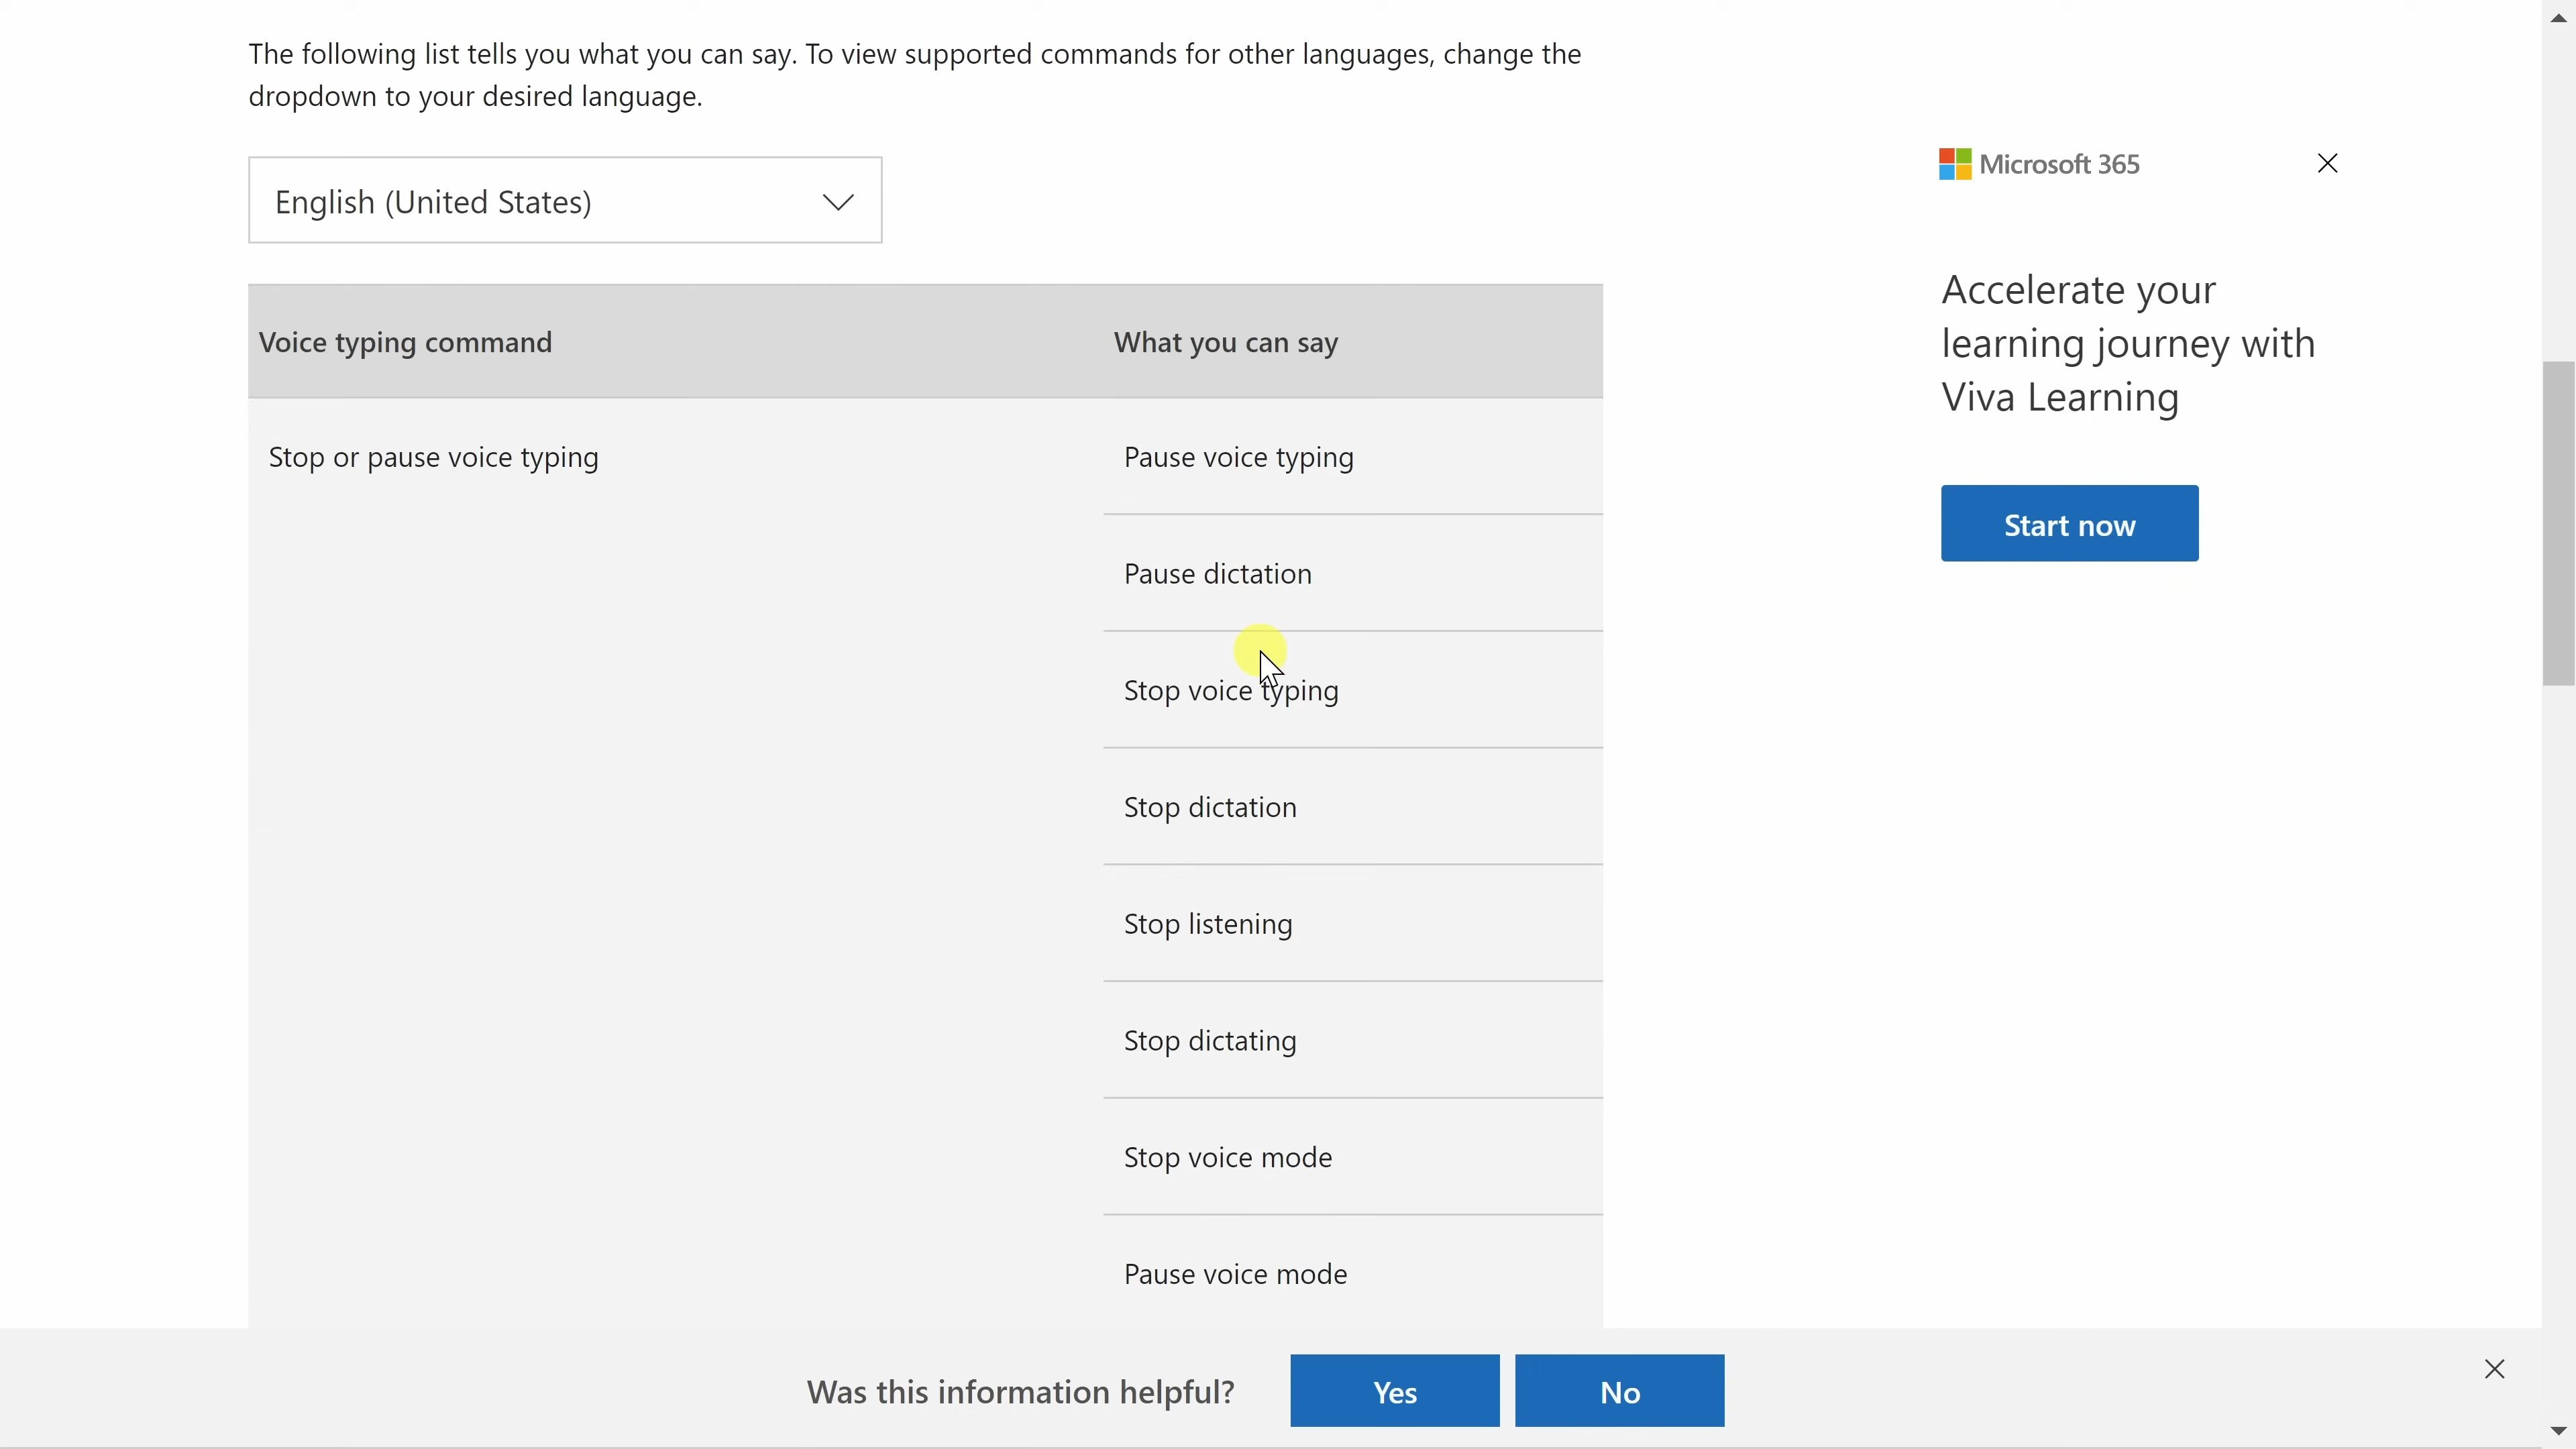 The following list tells you what you can say. To view supported commands for other languages, change the
dropdown to your desired language.
English (United States)
Voice typing command
What you can say
Stop or pause voice typing
Pause voice typing
Pause dictation
Stop voice typing
Stop dictation
Stop listening
Stop dictating
Stop voice mode
Pause voice mode
Microsoft 365
Accelerate your
learning journey with
Viva Learning
Start now
Was this information helpful?
Yes
No